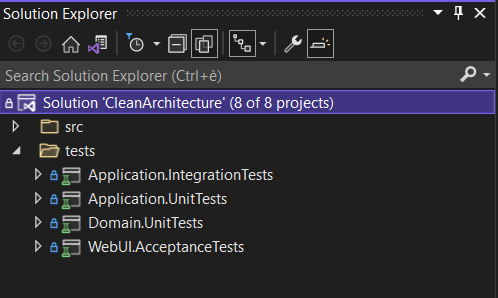 Solution Explorer
Search Solution Explorer (Ctrl+è)
Solution 'CleanArchitecture' (8 of 8 projects)
src
tests
Application.IntegrationTests
Application.UnitTests
Domain.UnitTests
WebUI.AcceptanceTests